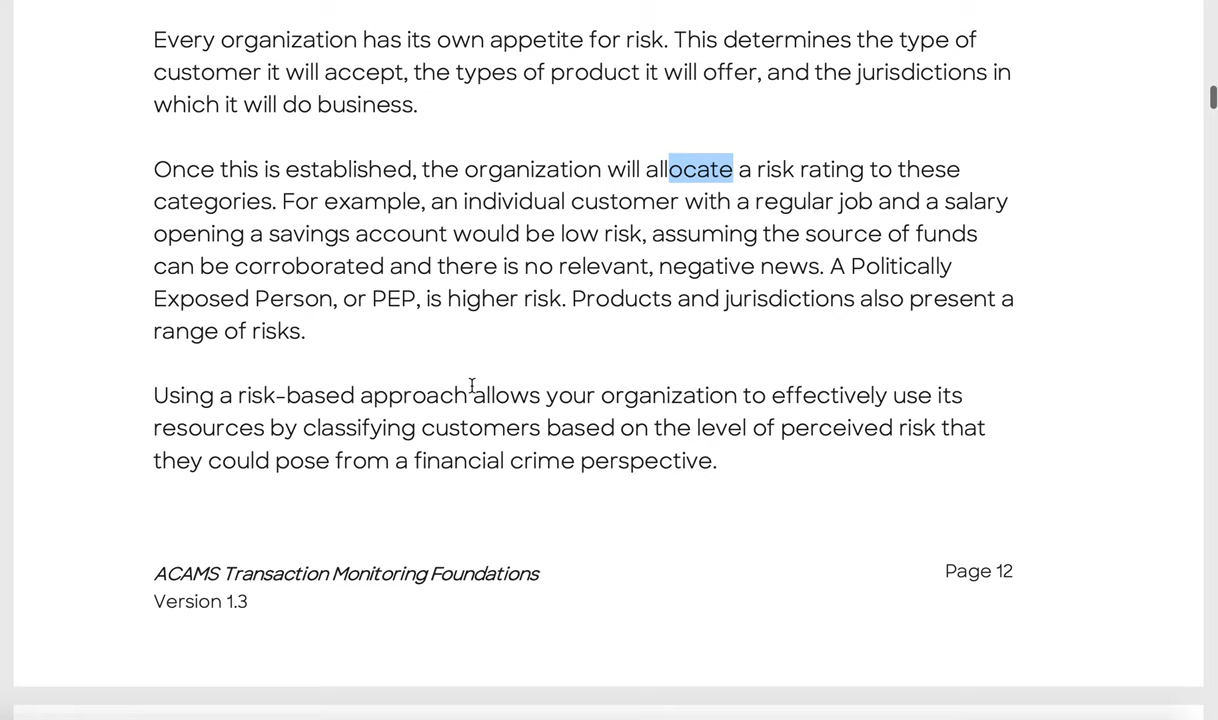 Every organization has its own appetite for risk. This determines the type of
customer it will accept, the types of product it will offer, and the jurisdictions in
which it will do business.
Once this is established, the organization will allocate a risk rating to these
categories. For example, an individual customer with a regular job and a salary
opening a savings account would be low risk, assuming the source of funds
can be corroborated and there is no relevant, negative news. A Politically
Exposed Person, or PEP, is higher risk. Products and jurisdictions also present a
range of risks.
Using a risk-based approach allows your organization to effectively use its
resources by classifying customers based on the level of perceived risk that
they could pose from a financial crime perspective.
ACAMS Transaction Monitoring Foundations
Page 12
Version 1.3